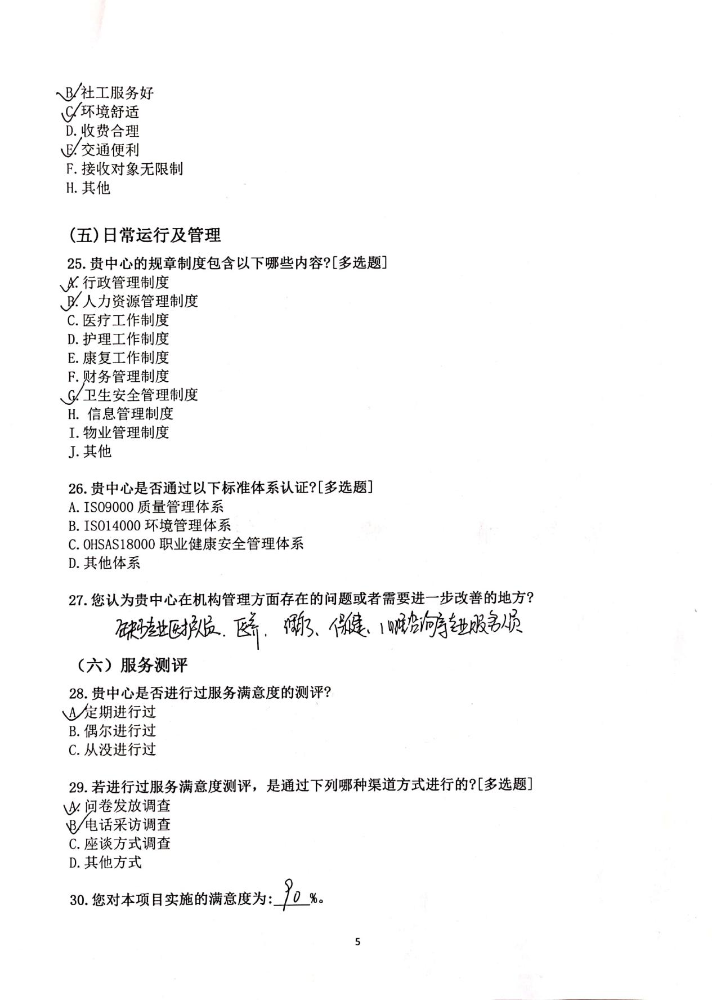 B.社工服务好
C.环境舒适
D.收费合理
E.交通便利
F.接收对象无限制
H.其他
(五)日常运行及管理
25.贵中心的规章制度包含以下哪些内容?[多选题]
A.行政管理制度
B.人力资源管理制度
C.医疗工作制度
D.护理工作制度
E.康复工作制度
F.财务管理制度
G.卫生安全管理制度
H. 信息管理制度
I.物业管理制度
J.其他
26.贵中心是否通过以下标准体系认证?[多选题]
A.ISO9000 质量管理体系
B.ISO14000 环境管理体系
C.OHSAS18000 职业健康安全管理体系
D.其他体系
27.您认为贵中心在机构管理方面存在的问题或者需要进一步改善的地方?
专业医护人员.医养、保健、心理咨询等专业服务人员
（六）服务测评
28.贵中心是否进行过服务满意度的测评?
A.定期进行过
B.偶尔进行过
C.从没进行过
29.若进行过服务满意度测评，是通过下列哪种渠道方式进行的?[多选题]
A.问卷发放调查
B.电话采访调查
C.座谈方式调查
D.其他方式
30.您对本项目实施的满意度为:90%。
5